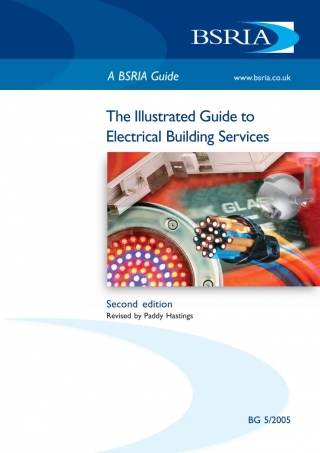 BSRIA
A BSRIA Guide
www.bsria.co.uk
The Illustrated Guide to
Electrical Building Services
GLA
Second edition
Revised by Paddy Hastings
BG 5/2005